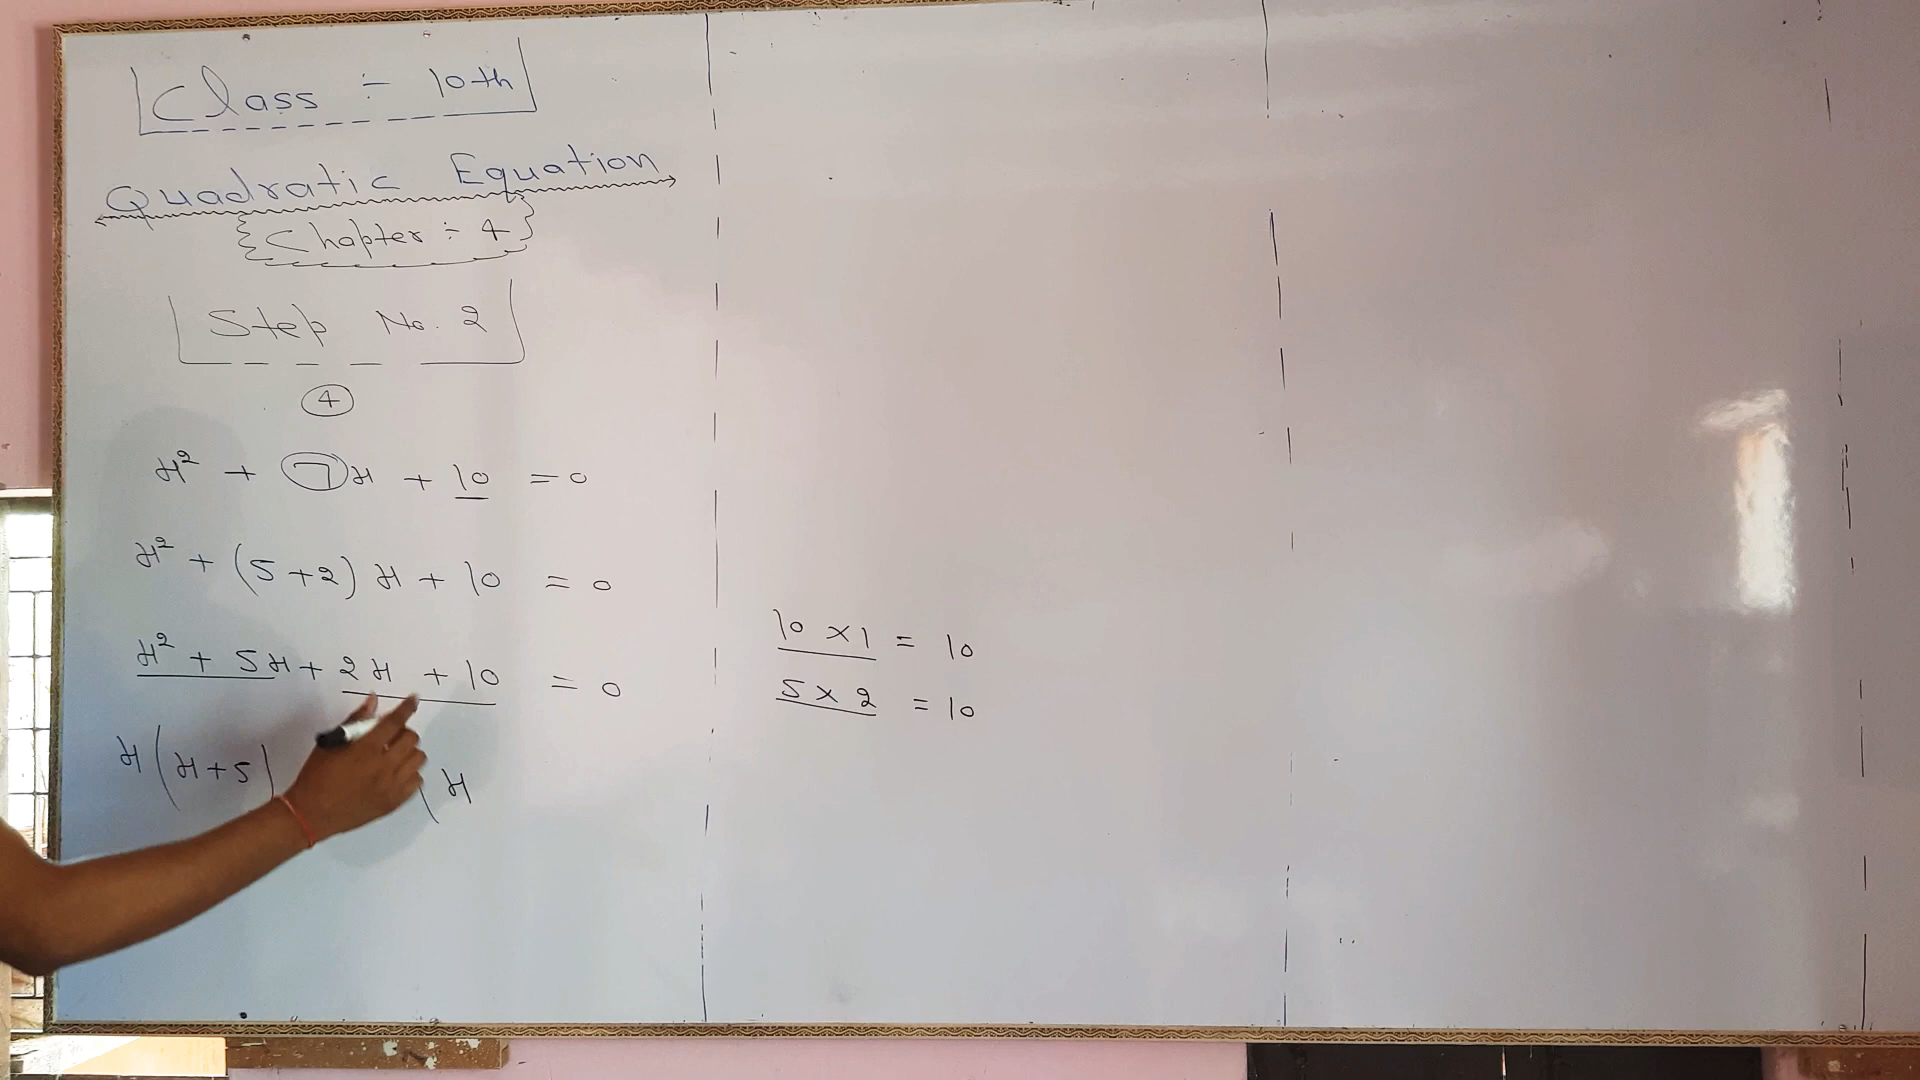 Class :- 10th
Quadratic Equation
Chapter :- 4
Step No. 2
4
x² + 7x + 10 = 0
x² + (5+2)x + 10 = 0
x² + 5x + 2x + 10 = 0
x(x+5) (x
10 × 1 = 10
5 × 2 = 10